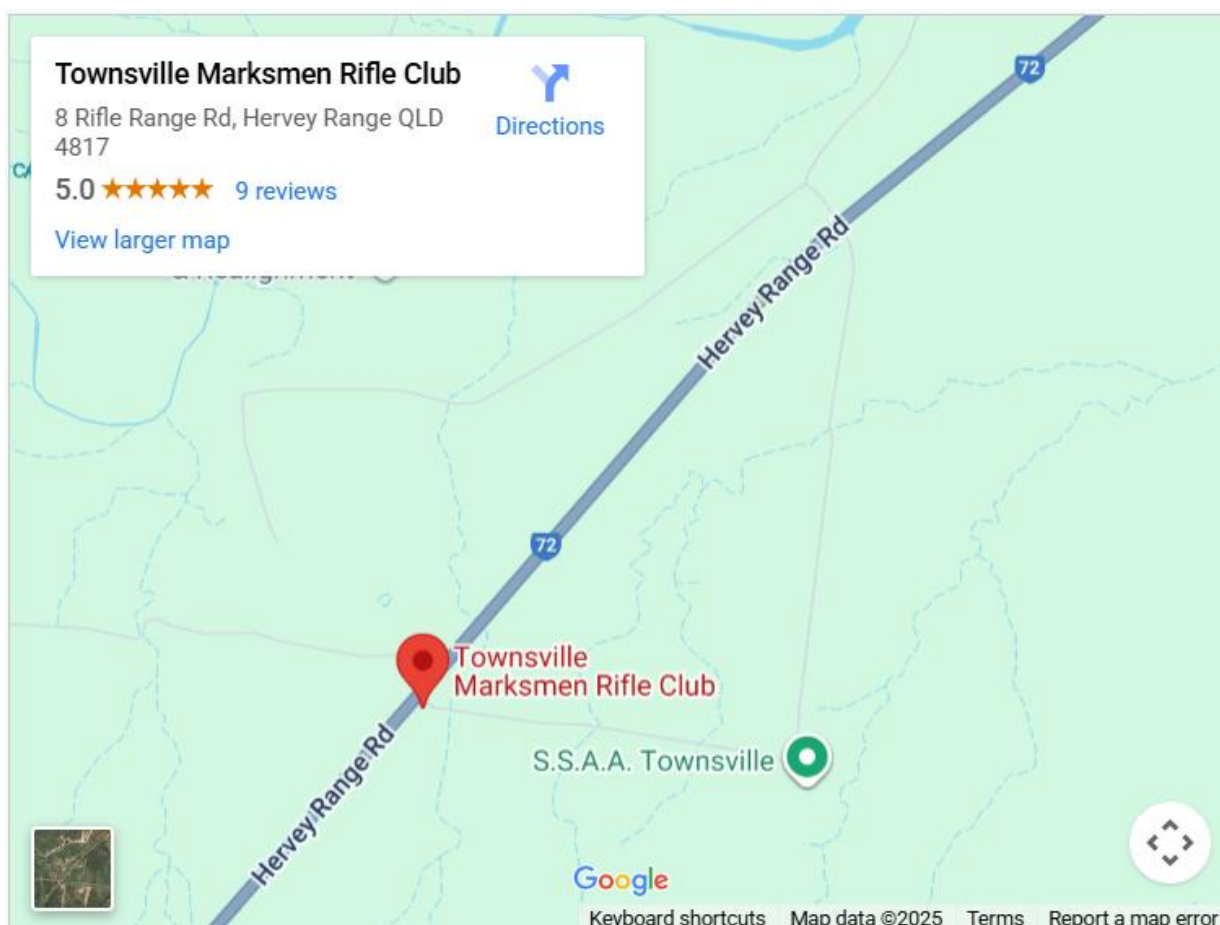 Townsville Marksmen Rifle Club
8 Rifle Range Rd, Hervey Range QLD
4817
Directions
5.0
9 reviews
View larger map
72
Hervey Range Rd
72
Townsville
Marksmen Rifle Club
S.S.A.A. Townsville
Hervey Range Rd
Google
Keyboard shortcuts Map data ©2025 Terms Report a map error